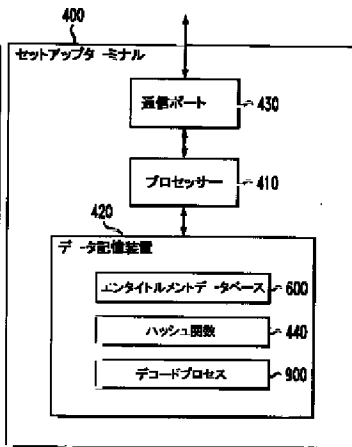 400
セットアップターミナル
通信ポート
430
プロセッサー
410
420
データ記憶装置
エンタイトルメントデータベース
600
ハッシュ関数
440
デコードプロセス
900